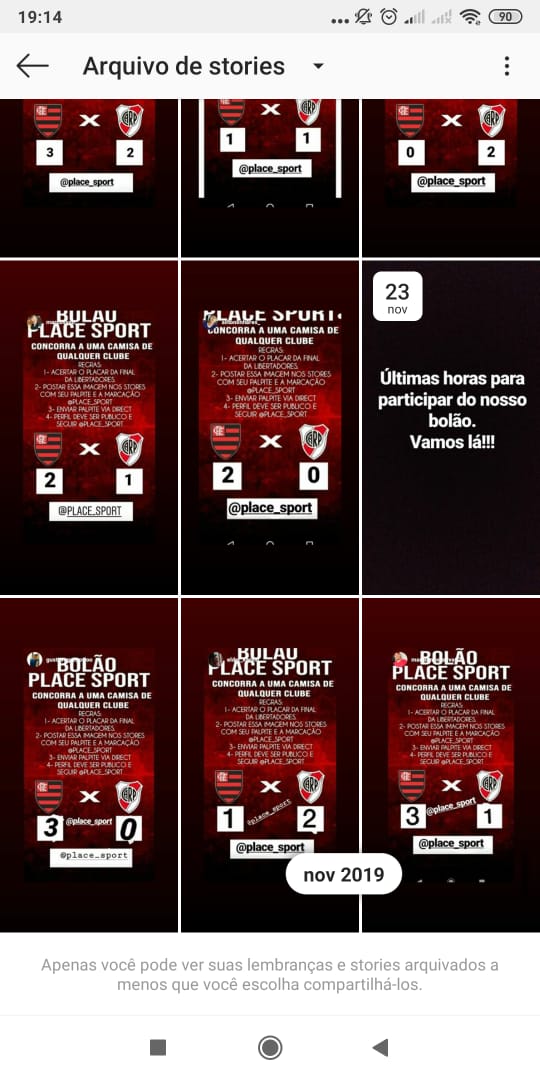 19:14
90
Arquivo de stories
X
3 2
@place_sport
X
1 1
@place_sport
X
0 2
@place_sport
BOLÃO
PLACE SPORT
CONCORRA A UMA CAMISA DE
QUALQUER CLUBE
REGRAS:
1- ACERTAR O PLACAR DA FINAL
DA LIBERTADORES.
2- POSTAR ESSA IMAGEM NOS STORES
COM SEU PALPITE E A MARCAÇÃO
@PLACE_SPORT
3- ENVIAR PALPITE VIA DIRECT
4- PERFIL DEVE SER PUBLICO E
SEGUIR @PLACE_SPORT
X
2 1
@PLACE_SPORT
PLACE SPORT
CONCORRA A UMA CAMISA DE
QUALQUER CLUBE
REGRAS:
1- ACERTAR O PLACAR DA FINAL
DA LIBERTADORES.
2- POSTAR ESSA IMAGEM NOS STORES
COM SEU PALPITE E A MARCAÇÃO
@PLACE_SPORT
3- ENVIAR PALPITE VIA DIRECT
4- PERFIL DEVE SER PUBLICO E
SEGUIR @PLACE_SPORT
X
2 0
@place_sport
23
nov
Últimas horas para
participar do nosso
bolão.
Vamos lá!!!
BOLÃO
PLACE SPORT
CONCORRA A UMA CAMISA DE
QUALQUER CLUBE
REGRAS:
1- ACERTAR O PLACAR DA FINAL
DA LIBERTADORES.
2- POSTAR ESSA IMAGEM NOS STORES
COM SEU PALPITE E A MARCAÇÃO
@PLACE_SPORT
3- ENVIAR PALPITE VIA DIRECT
4- PERFIL DEVE SER PUBLICO E
SEGUIR @PLACE_SPORT
X
3 @place_sport 0
@place_sport
BOLÃO
PLACE SPORT
CONCORRA A UMA CAMISA DE
QUALQUER CLUBE
REGRAS:
1- ACERTAR O PLACAR DA FINAL
DA LIBERTADORES.
2- POSTAR ESSA IMAGEM NOS STORES
COM SEU PALPITE E A MARCAÇÃO
@PLACE_SPORT
3- ENVIAR PALPITE VIA DIRECT
4- PERFIL DEVE SER PUBLICO E
SEGUIR @PLACE_SPORT
X
1 @place_sport 2
@place_sport
BOLÃO
PLACE SPORT
CONCORRA A UMA CAMISA DE
QUALQUER CLUBE
REGRAS:
1- ACERTAR O PLACAR DA FINAL
DA LIBERTADORES.
2- POSTAR ESSA IMAGEM NOS STORES
COM SEU PALPITE E A MARCAÇÃO
@PLACE_SPORT
3- ENVIAR PALPITE VIA DIRECT
4- PERFIL DEVE SER PUBLICO E
SEGUIR @PLACE_SPORT
X
3 @place_sport 1
@place_sport
nov 2019
Apenas você pode ver suas lembranças e stories arquivados a
menos que você escolha compartilhá-los.